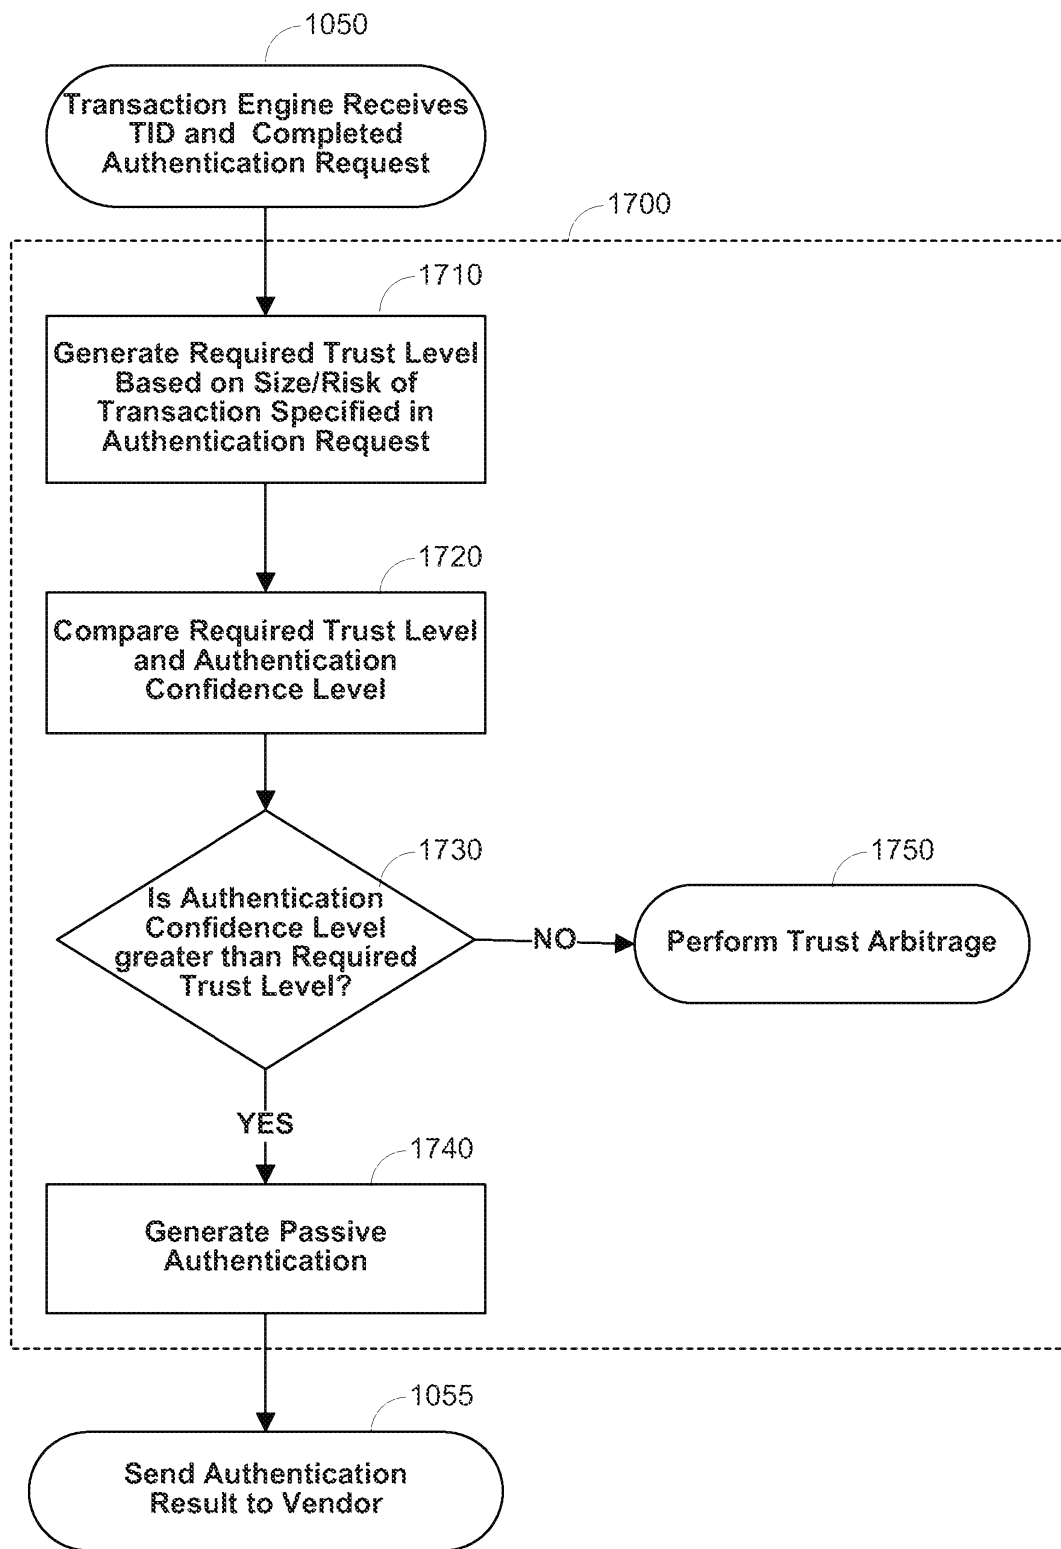 1050
Transaction Engine Receives
TID and Completed
Authentication Request
1700
1710
Generate Required Trust Level
Based on Size/Risk of
Transaction Specified in
Authentication Request
1720
Compare Required Trust Level
and Authentication
Confidence Level
1730
Is Authentication
Confidence Level
greater than Required
Trust Level?
NO
1750
Perform Trust Arbitrage
YES
1740
Generate Passive
Authentication
1055
Send Authentication
Result to Vendor